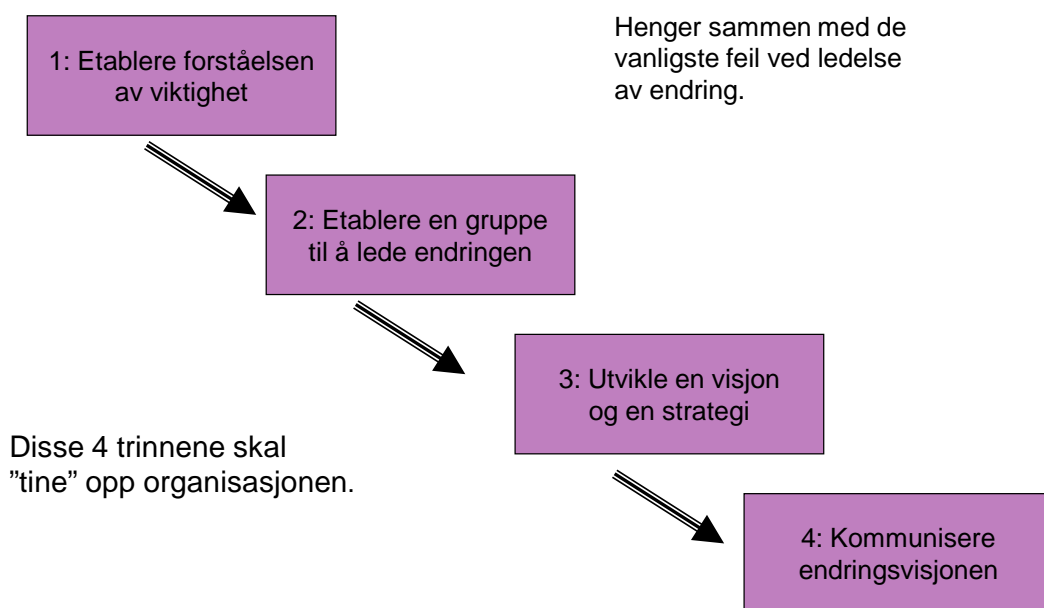 1: Etablere forståelsen
av viktighet
Henger sammen med de
vanligste feil ved ledelse
av endring.
2: Etablere en gruppe
til å lede endringen
3: Utvikle en visjon
og en strategi
Disse 4 trinnene skal
”tine” opp organisasjonen.
4: Kommunisere
endringsvisjonen